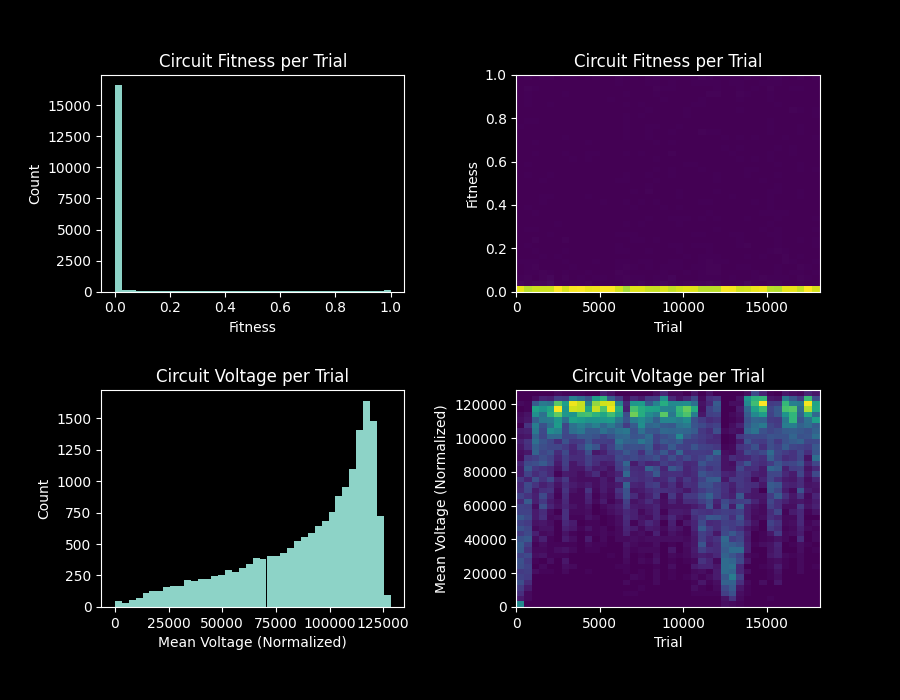 Circuit Fitness per Trial
15000
12500
10000
7500
5000
2500
0
Count
0.0 0.2 0.4 0.6 0.8 1.0
Fitness
Circuit Fitness per Trial
1.0
0.8
0.6
0.4
0.2
0.0
Fitness
0 5000 10000 15000
Trial
Circuit Voltage per Trial
1500
1250
1000
750
500
250
0
Count
0 25000 50000 75000 100000 125000
Mean Voltage (Normalized)
Circuit Voltage per Trial
120000
100000
80000
60000
40000
20000
0
Mean Voltage (Normalized)
0 5000 10000 15000
Trial